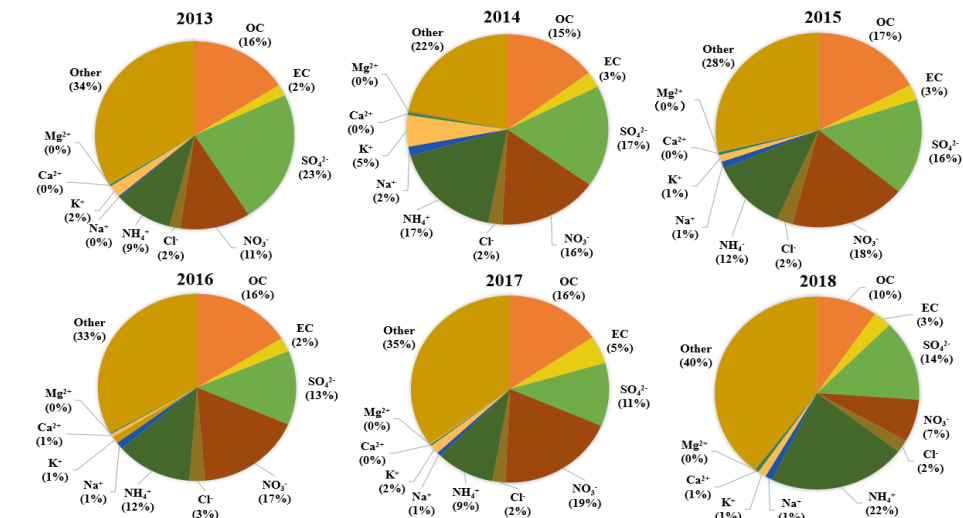 2013
OC
(16%)
EC
(2%)
SO₄²⁻
(23%)
NO₃⁻
(11%)
Cl⁻
(2%)
NH₄⁺
(9%)
Na⁺
(0%)
K⁺
(2%)
Ca²⁺
(0%)
Mg²⁺
(0%)
Other
(34%)
2014
OC
(15%)
EC
(3%)
SO₄²⁻
(17%)
NO₃⁻
(16%)
Cl⁻
(2%)
NH₄⁺
(17%)
Na⁺
(2%)
K⁺
(5%)
Ca²⁺
(0%)
Mg²⁺
(0%)
Other
(22%)
2015
OC
(17%)
EC
(3%)
SO₄²⁻
(16%)
NO₃⁻
(18%)
Cl⁻
(2%)
NH₄⁻
(12%)
Na⁺
(1%)
K⁺
(1%)
Ca²⁺
(0%)
Mg²⁺
(0%)
Other
(28%)
2016
OC
(16%)
EC
(2%)
SO₄²⁻
(13%)
NO₃⁻
(17%)
Cl⁻
(3%)
NH₄⁺
(12%)
Na⁺
(1%)
K⁺
(1%)
Ca²⁺
(1%)
Mg²⁺
(0%)
Other
(33%)
2017
OC
(16%)
EC
(5%)
SO₄²⁻
(11%)
NO₃⁻
(19%)
Cl⁻
(2%)
NH₄⁺
(9%)
Na⁺
(1%)
K⁺
(2%)
Ca²⁺
(0%)
Mg²⁺
(0%)
Other
(35%)
2018
OC
(10%)
EC
(3%)
SO₄²⁻
(14%)
NO₃⁻
(7%)
Cl⁻
(2%)
NH₄⁺
(22%)
Na⁺
(1%)
K⁺
(1%)
Ca²⁺
(1%)
Mg²⁺
(0%)
Other
(40%)